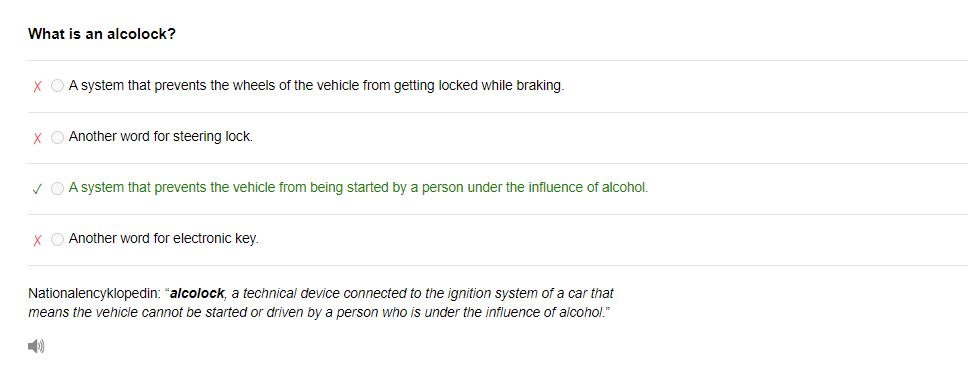 What is an alcolock?
A system that prevents the wheels of the vehicle from getting locked while braking.
Another word for steering lock.
A system that prevents the vehicle from being started by a person under the influence of alcohol.
Another word for electronic key.
Nationalencyklopedin: "alcolock, a technical device connected to the ignition system of a car that
means the vehicle cannot be started or driven by a person who is under the influence of alcohol."